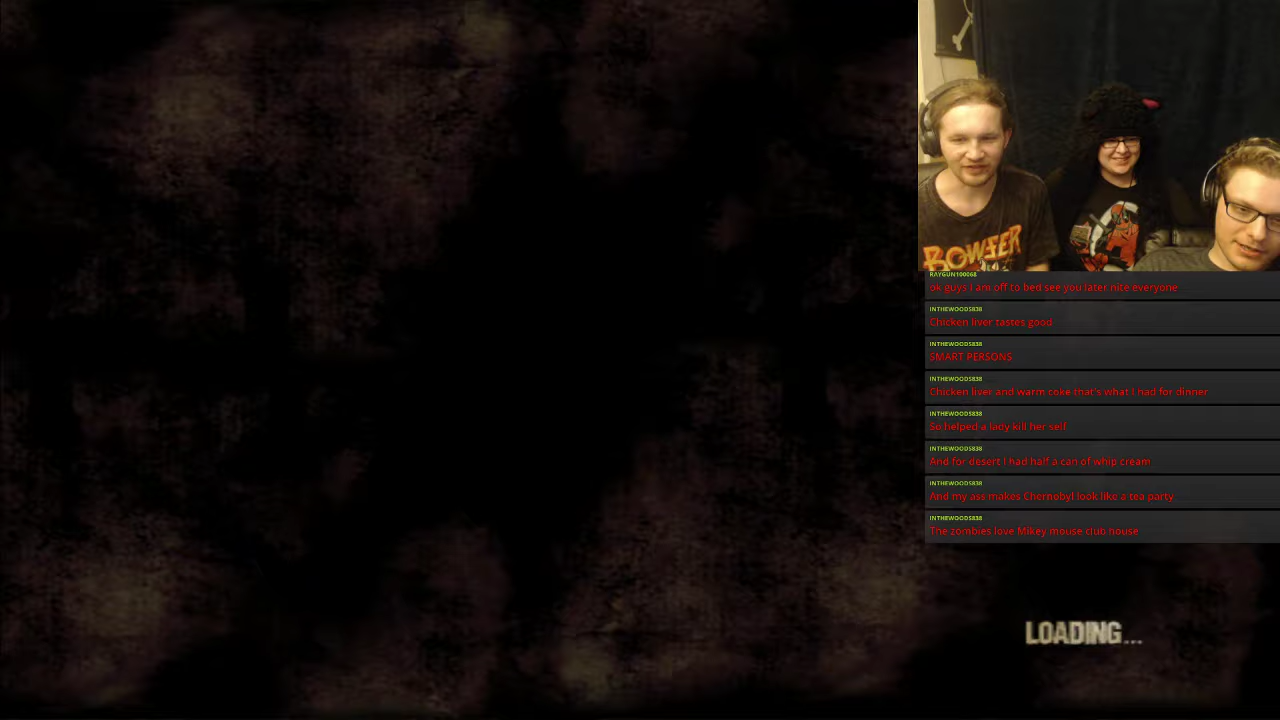 BOWSER
RAYGUN100068
ok guys I am off to bed see you later nite everyone
INTHEWOODS838
Chicken liver tastes good
INTHEWOODS838
SMART PERSONS
INTHEWOODS838
Chicken liver and warm coke that's what I had for dinner
INTHEWOODS838
So helped a lady kill her self
INTHEWOODS838
And for desert I had half a can of whip cream
INTHEWOODS838
And my ass makes Chernobyl look like a tea party
INTHEWOODS838
The zombies love Mikey mouse club house
LOADING...